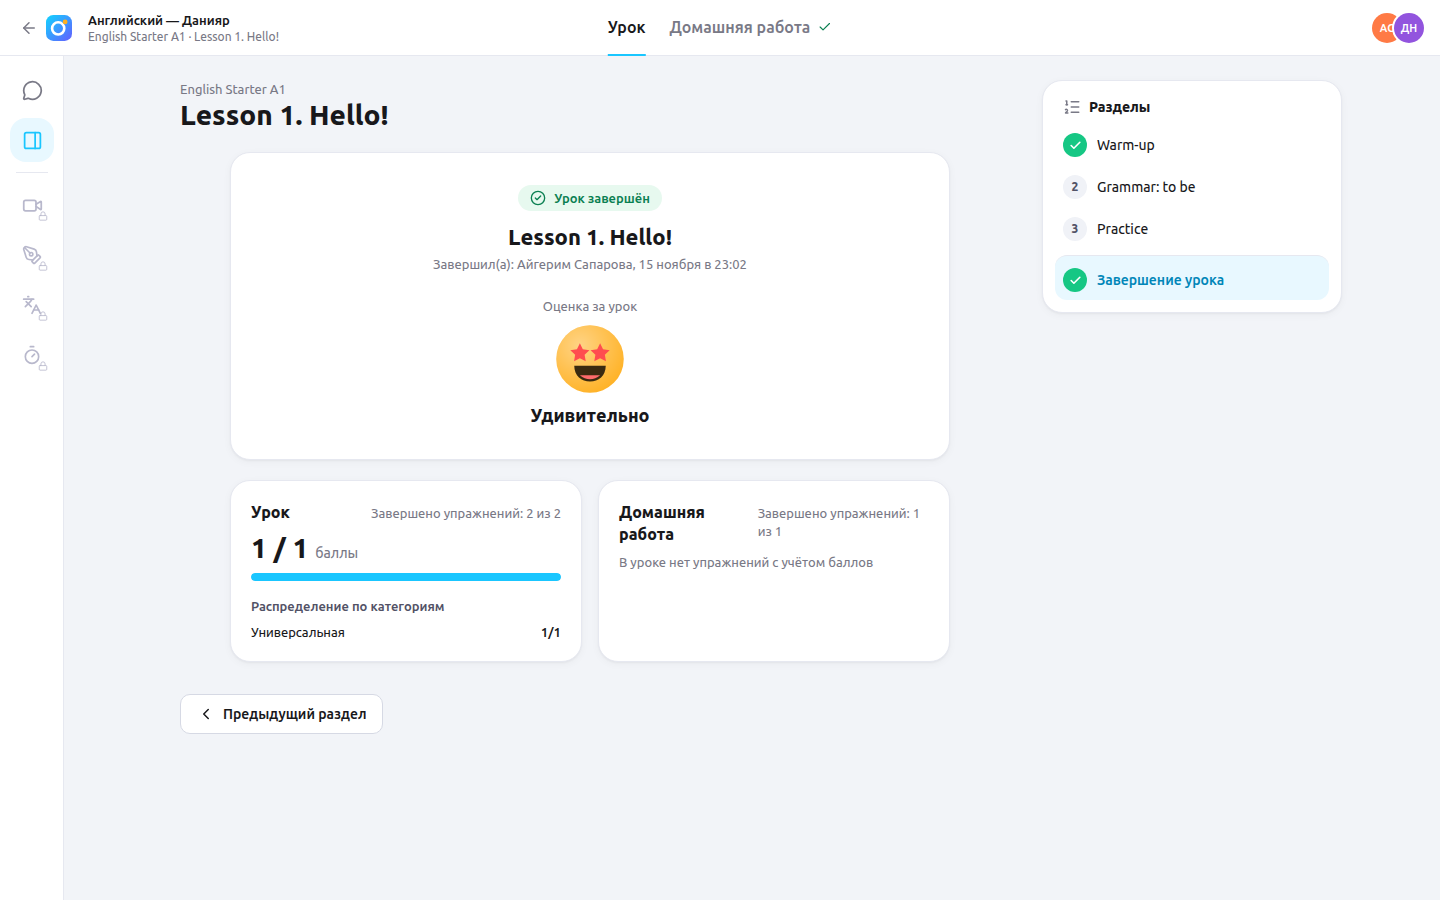 Английский — Данияр
English Starter A1 · Lesson 1. Hello!
Урок
Домашняя работа
ДН
English Starter A1
Lesson 1. Hello!
Урок завершён
Lesson 1. Hello!
Завершил(а): Айгерим Сапарова, 15 ноября в 23:02
Оценка за урок
Удивительно
Урок
Завершено упражнений: 2 из 2
1 / 1 баллы
Распределение по категориям
Универсальная 1/1
Домашняя
работа
Завершено упражнений: 1
из 1
В уроке нет упражнений с учётом баллов
Предыдущий раздел
Разделы
Warm-up
2 Grammar: to be
3 Practice
Завершение урока